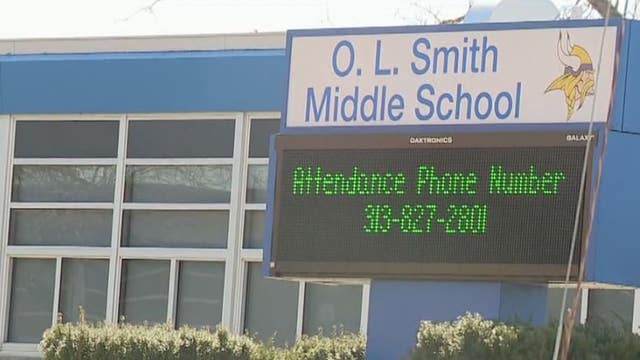 O. L. Smith
Middle School
DAKTRONICS GALAXY
Attendance Phone Number
313-827-2801